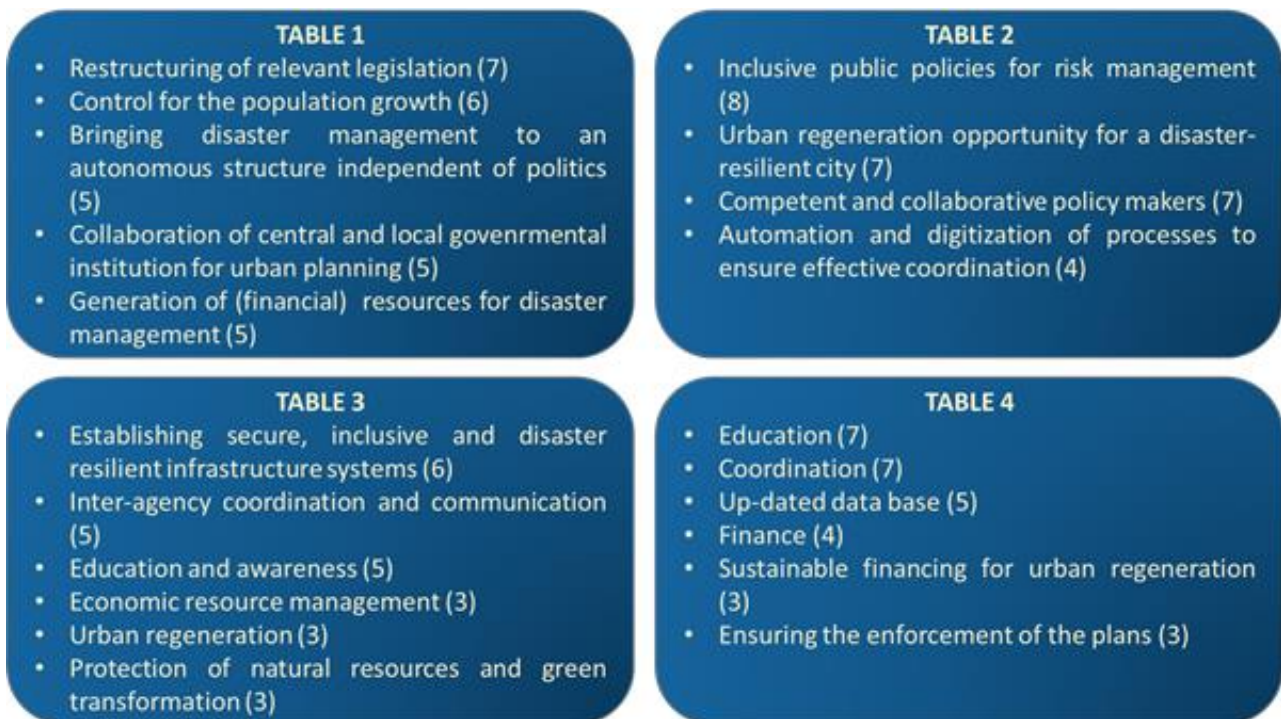 TABLE 1
• Restructuring of relevant legislation (7)
• Control for the population growth (6)
• Bringing disaster management to an
autonomous structure independent of politics
(5)
• Collaboration of central and local govenrmental
institution for urban planning (5)
• Generation of (financial) resources for disaster
management (5)
TABLE 2
• Inclusive public policies for risk management
(8)
• Urban regeneration opportunity for a disaster-
resilient city (7)
• Competent and collaborative policy makers (7)
• Automation and digitization of processes to
ensure effective coordination (4)
TABLE 3
• Establishing secure, inclusive and disaster
resilient infrastructure systems (6)
• Inter-agency coordination and communication
(5)
• Education and awareness (5)
• Economic resource management (3)
• Urban regeneration (3)
• Protection of natural resources and green
transformation (3)
TABLE 4
• Education (7)
• Coordination (7)
• Up-dated data base (5)
• Finance (4)
• Sustainable financing for urban regeneration
(3)
• Ensuring the enforcement of the plans (3)